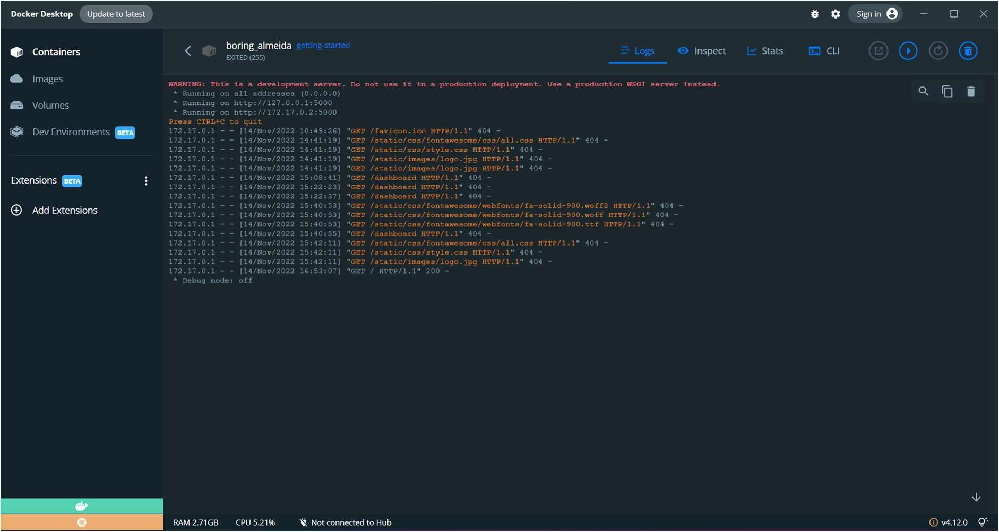 Docker Desktop Update to latest Sign in
Containers
Images
Volumes
Dev Environments BETA
Extensions BETA
Add Extensions
boring_almeida getting-started
EXITED (255)
Logs Inspect Stats CLI
WARNING: This is a development server. Do not use it in a production deployment. Use a production WSGI server instead.
* Running on all addresses (0.0.0.0)
* Running on http://127.0.0.1:5000
* Running on http://172.17.0.2:5000
Press CTRL+C to quit
172.17.0.1 - - [14/Nov/2022 10:49:26] "GET /favicon.ico HTTP/1.1" 404 -
172.17.0.1 - - [14/Nov/2022 14:41:19] "GET /static/css/fontawesome/css/all.css HTTP/1.1" 404 -
172.17.0.1 - - [14/Nov/2022 14:41:19] "GET /static/css/style.css HTTP/1.1" 404 -
172.17.0.1 - - [14/Nov/2022 14:41:19] "GET /static/images/logo.jpg HTTP/1.1" 404 -
172.17.0.1 - - [14/Nov/2022 14:41:19] "GET /static/images/logo.jpg HTTP/1.1" 404 -
172.17.0.1 - - [14/Nov/2022 15:08:41] "GET /dashboard HTTP/1.1" 404 -
172.17.0.1 - - [14/Nov/2022 15:22:23] "GET /dashboard HTTP/1.1" 404 -
172.17.0.1 - - [14/Nov/2022 15:22:37] "GET /dashboard HTTP/1.1" 404 -
172.17.0.1 - - [14/Nov/2022 15:40:53] "GET /static/css/fontawesome/webfonts/fa-solid-900.woff2 HTTP/1.1" 404 -
172.17.0.1 - - [14/Nov/2022 15:40:53] "GET /static/css/fontawesome/webfonts/fa-solid-900.woff HTTP/1.1" 404 -
172.17.0.1 - - [14/Nov/2022 15:40:53] "GET /static/css/fontawesome/webfonts/fa-solid-900.ttf HTTP/1.1" 404 -
172.17.0.1 - - [14/Nov/2022 15:40:55] "GET /dashboard HTTP/1.1" 404 -
172.17.0.1 - - [14/Nov/2022 15:42:11] "GET /static/css/fontawesome/css/all.css HTTP/1.1" 404 -
172.17.0.1 - - [14/Nov/2022 15:42:11] "GET /static/css/style.css HTTP/1.1" 404 -
172.17.0.1 - - [14/Nov/2022 15:42:11] "GET /static/images/logo.jpg HTTP/1.1" 404 -
172.17.0.1 - - [14/Nov/2022 16:53:07] "GET / HTTP/1.1" 200 -
* Debug mode: off
RAM 2.71GB CPU 5.21% Not connected to Hub v4.12.0